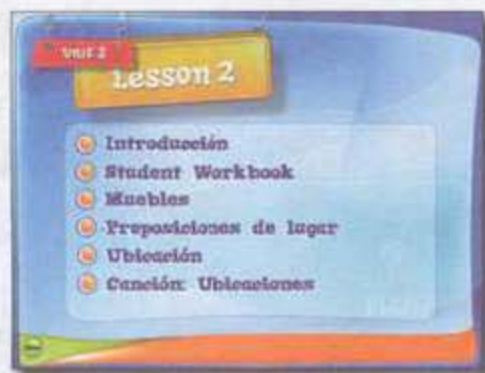 Unit 2
Lesson 2
Introducción
Student Workbook
Muebles
Preposiciones de lugar
Ubicación
Canción: Ubicaciones